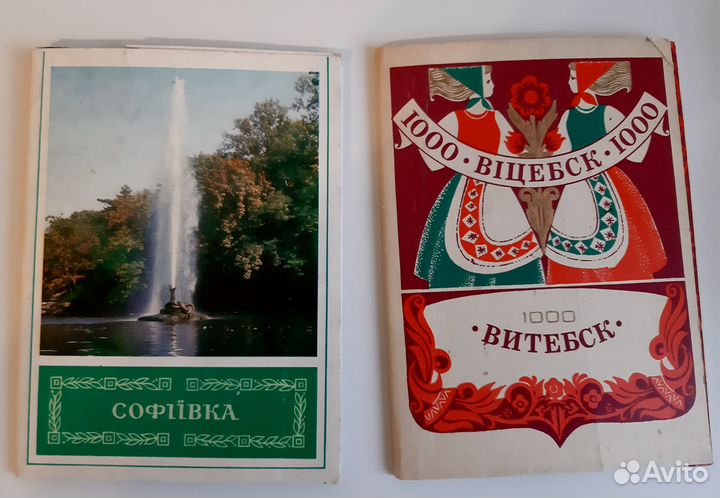 СОФІЇВКА
1000 · ВІЦЕБСК · 1000
1000
· ВИТЕБСК ·
Avito